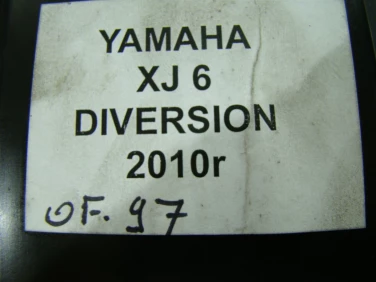 YAMAHA
XJ 6
DIVERSION
2010r
OF. 97